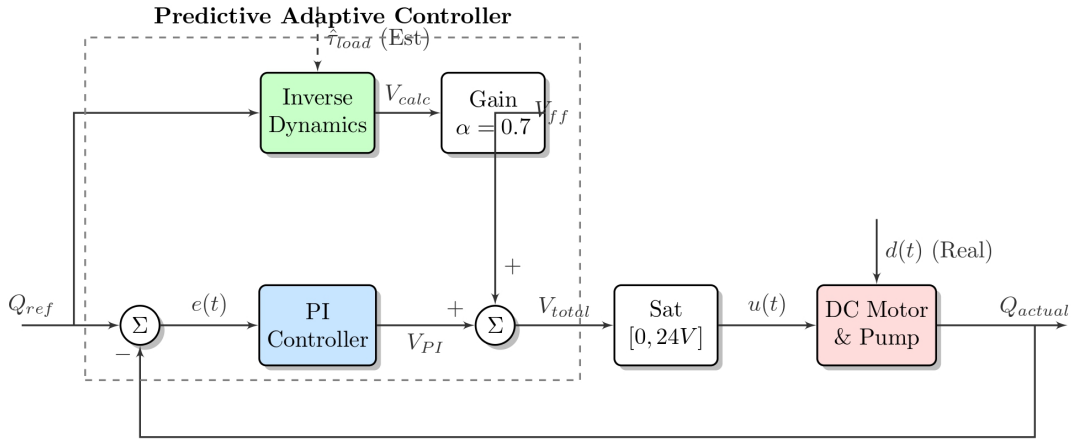 Predictive Adaptive Controller
τ̂_load (Est)
Inverse
Dynamics
V_calc
Gain
α = 0.7
V_ff
+
d(t) (Real)
Q_ref
Σ
−
e(t)
PI
Controller
V_PI
+
Σ
V_total
Sat
[0, 24V]
u(t)
DC Motor
& Pump
Q_actual